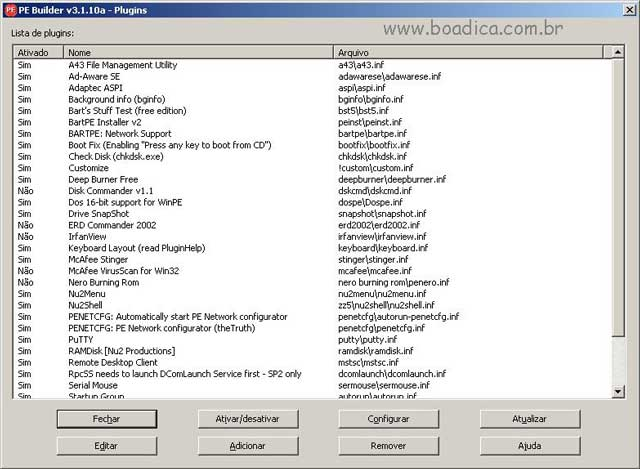 PE Builder v3.1.10a - Plugins
www.boadica.com.br
Lista de plugins:
Ativado Nome Arquivo
Sim A43 File Management Utility a43\a43.inf
Sim Ad-Aware SE adawarese\adawarese.inf
Sim Adaptec ASPI aspi\aspi.inf
Sim Background info (bginfo) bginfo\bginfo.inf
Sim Bart's Stuff Test (free edition) bst5\bst5.inf
Sim BartPE Installer v2 peinst\peinst.inf
Sim BARTPE: Network Support bartpe\bartpe.inf
Sim Boot Fix (Enabling "Press any key to boot from CD") bootfix\bootfix.inf
Sim Check Disk (chkdsk.exe) chkdsk\chkdsk.inf
Sim Customize !custom\custom.inf
Sim Deep Burner Free deepburner\deepburner.inf
Não Disk Commander v1.1 dskcmd\dskcmd.inf
Sim Dos 16-bit support for WinPE dospe\Dospe.inf
Sim Drive SnapShot snapshot\snapshot.inf
Não ERD Commander 2002 erd2002\erd2002.inf
Não IrfanView irfanview\irfanview.inf
Sim Keyboard Layout (read PluginHelp) keyboard\keyboard.inf
Sim McAfee Stinger stinger\stinger.inf
Não McAfee VirusScan for Win32 mcafee\mcafee.inf
Não Nero Burning Rom nero burning rom\penero.inf
Sim Nu2Menu nu2menu\nu2menu.inf
Sim Nu2Shell zz5\nu2shell\nu2shell.inf
Sim PENETCFG: Automatically start PE Network configurator penetcfg\autorun-penetcfg.inf
Sim PENETCFG: PE Network configurator (theTruth) penetcfg\penetcfg.inf
Sim PuTTY putty\putty.inf
Sim RAMDisk [Nu2 Productions] ramdisk\ramdisk.inf
Sim Remote Desktop Client mstsc\mstsc.inf
Sim RpcSS needs to launch DComLaunch Service first - SP2 only dcomlaunch\dcomlaunch.inf
Sim Serial Mouse sermouse\sermouse.inf
Sim Startup Group autorun\autorun.inf
Fechar Ativar/desativar Configurar Atualizar
Editar Adicionar Remover Ajuda